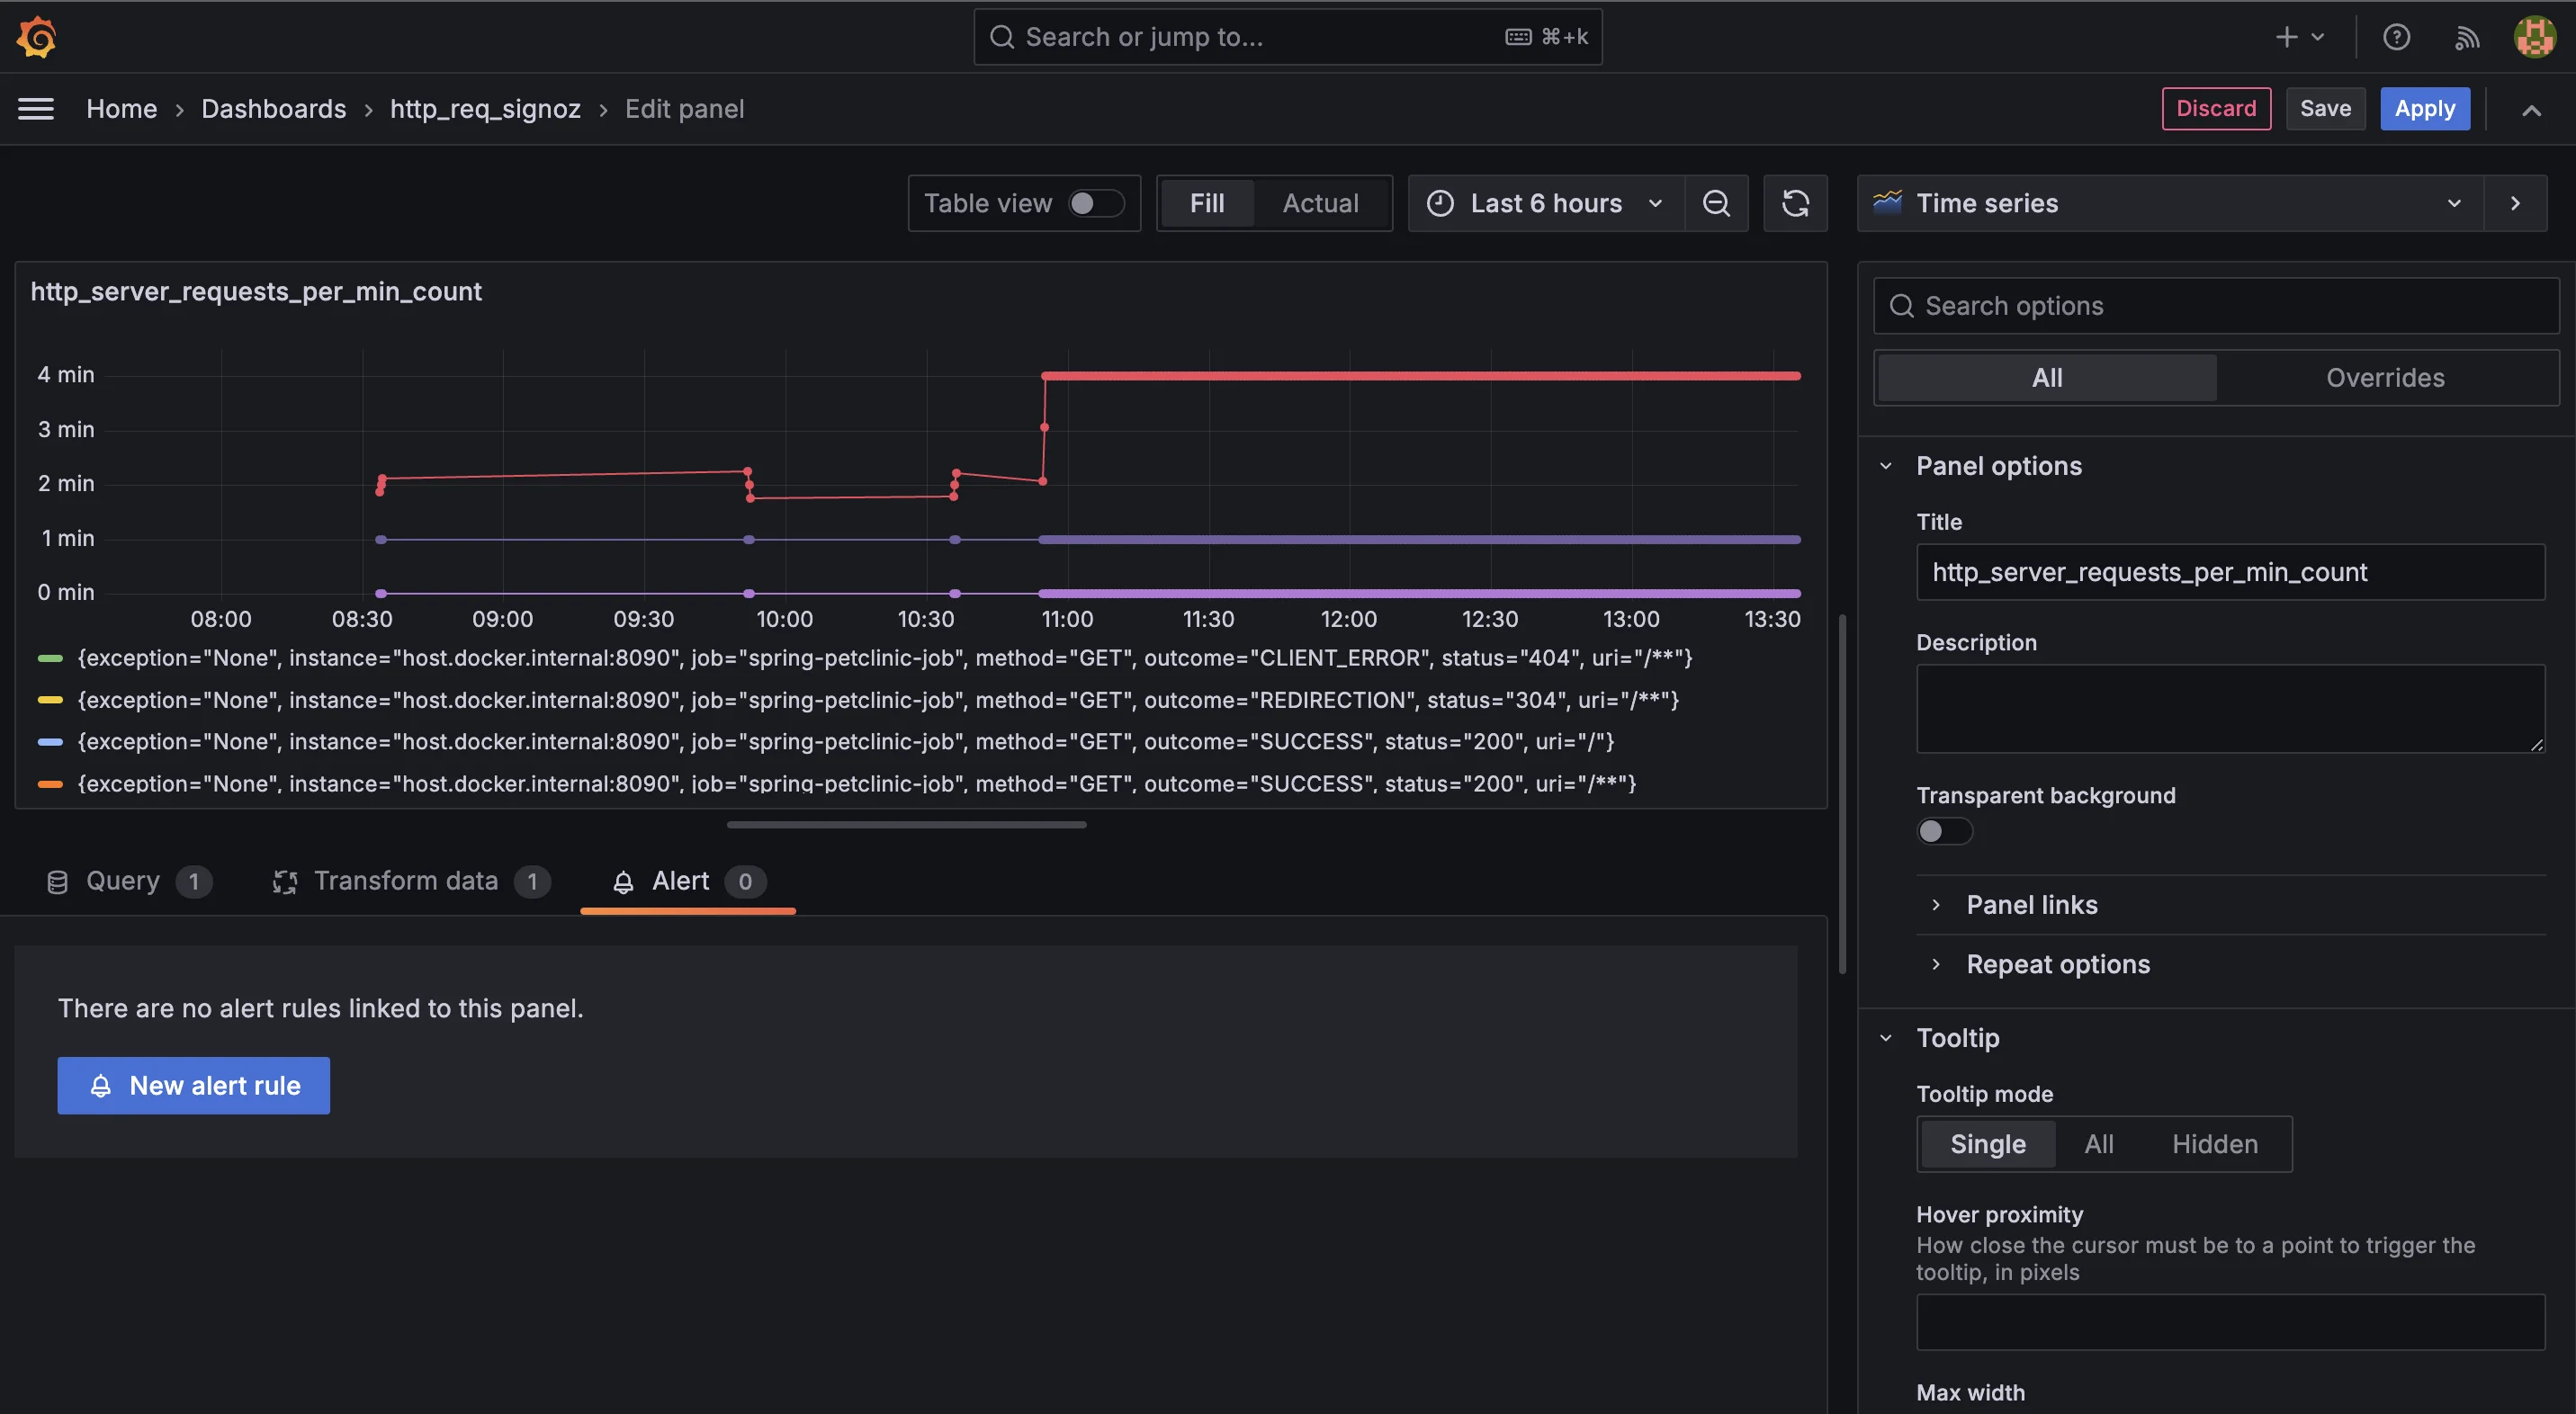 Search or jump to...
⌘+k
Home
Dashboards
http_req_signoz
Edit panel
Discard
Save
Apply
Table view
Fill
Actual
Last 6 hours
Time series
http_server_requests_per_min_count
4 min
3 min
2 min
1 min
0 min
08:00
08:30
09:00
09:30
10:00
10:30
11:00
11:30
12:00
12:30
13:00
13:30
{exception="None", instance="host.docker.internal:8090", job="spring-petclinic-job", method="GET", outcome="CLIENT_ERROR", status="404", uri="/**"}
{exception="None", instance="host.docker.internal:8090", job="spring-petclinic-job", method="GET", outcome="REDIRECTION", status="304", uri="/**"}
{exception="None", instance="host.docker.internal:8090", job="spring-petclinic-job", method="GET", outcome="SUCCESS", status="200", uri="/"}
{exception="None", instance="host.docker.internal:8090", job="spring-petclinic-job", method="GET", outcome="SUCCESS", status="200", uri="/**"}
Query 1
Transform data 1
Alert 0
There are no alert rules linked to this panel.
New alert rule
Search options
All
Overrides
Panel options
Title
http_server_requests_per_min_count
Description
Transparent background
Panel links
Repeat options
Tooltip
Tooltip mode
Single
All
Hidden
Hover proximity
How close the cursor must be to a point to trigger the
tooltip, in pixels
Max width